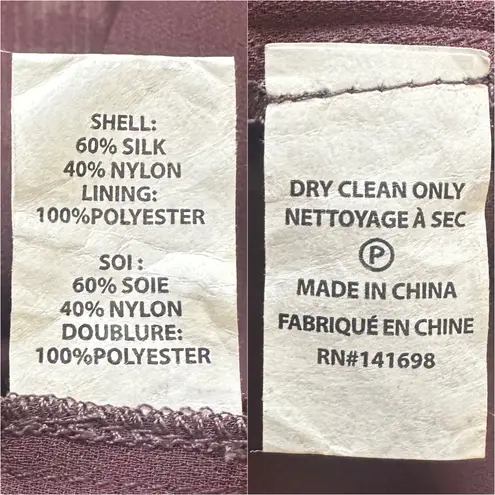 SHELL:
60% SILK
40% NYLON
LINING:
100%POLYESTER
SOI :
60% SOIE
40% NYLON
DOUBLURE:
100%POLYESTER
DRY CLEAN ONLY
NETTOYAGE À SEC
P
MADE IN CHINA
FABRIQUÉ EN CHINE
RN#141698